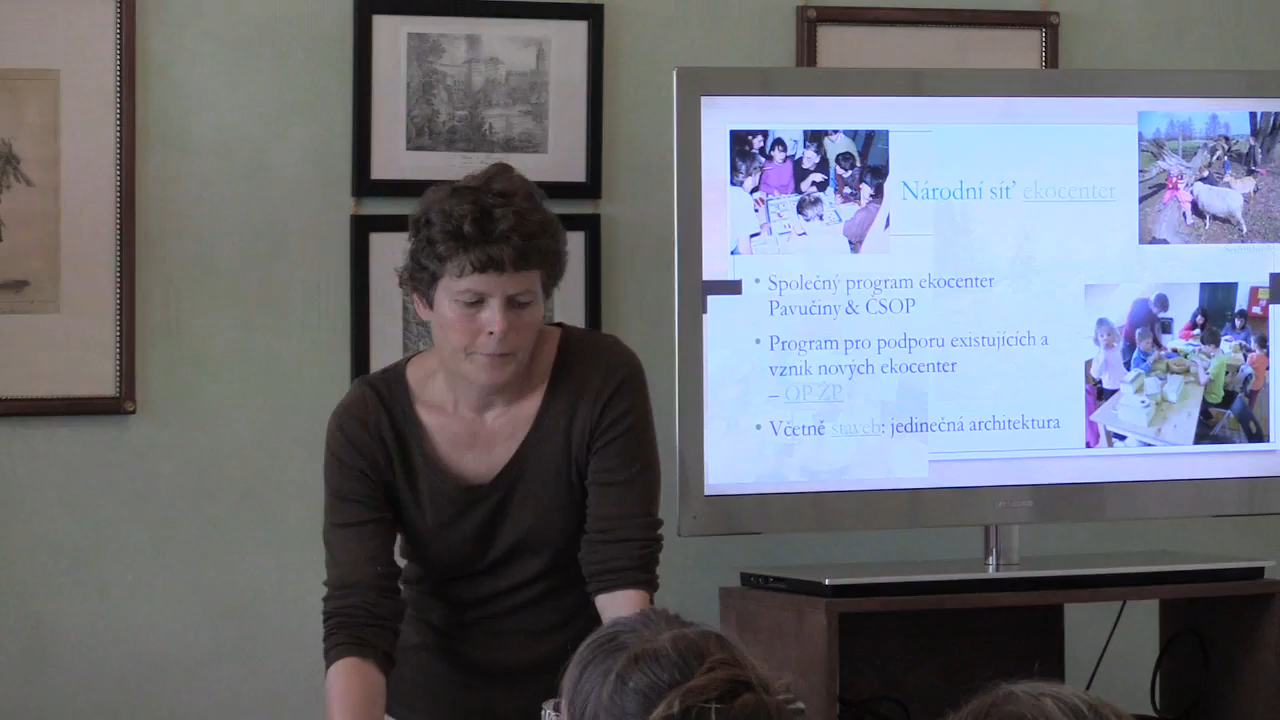 Národní síť ekocenter
• Společný program ekocenter
Pavučiny & ČSOP
• Program pro podporu existujících a
vznik nových ekocenter
– OP ŽP
• Včetně staveb: jedinečná architektura